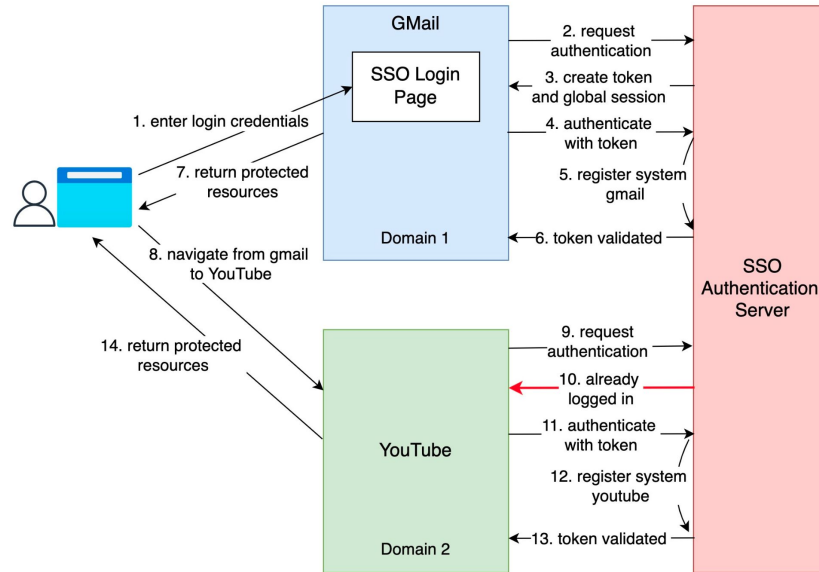 GMail
SSO Login
Page
1. enter login credentials
2. request
authentication
3. create token
and global session
4. authenticate
with token
5. register system
gmail
6. token validated
7. return protected
resources
Domain 1
SSO
Authentication
Server
8. navigate from gmail
to YouTube
9. request
authentication
10. already
logged in
11. authenticate
with token
12. register system
youtube
13. token validated
14. return protected
resources
YouTube
Domain 2